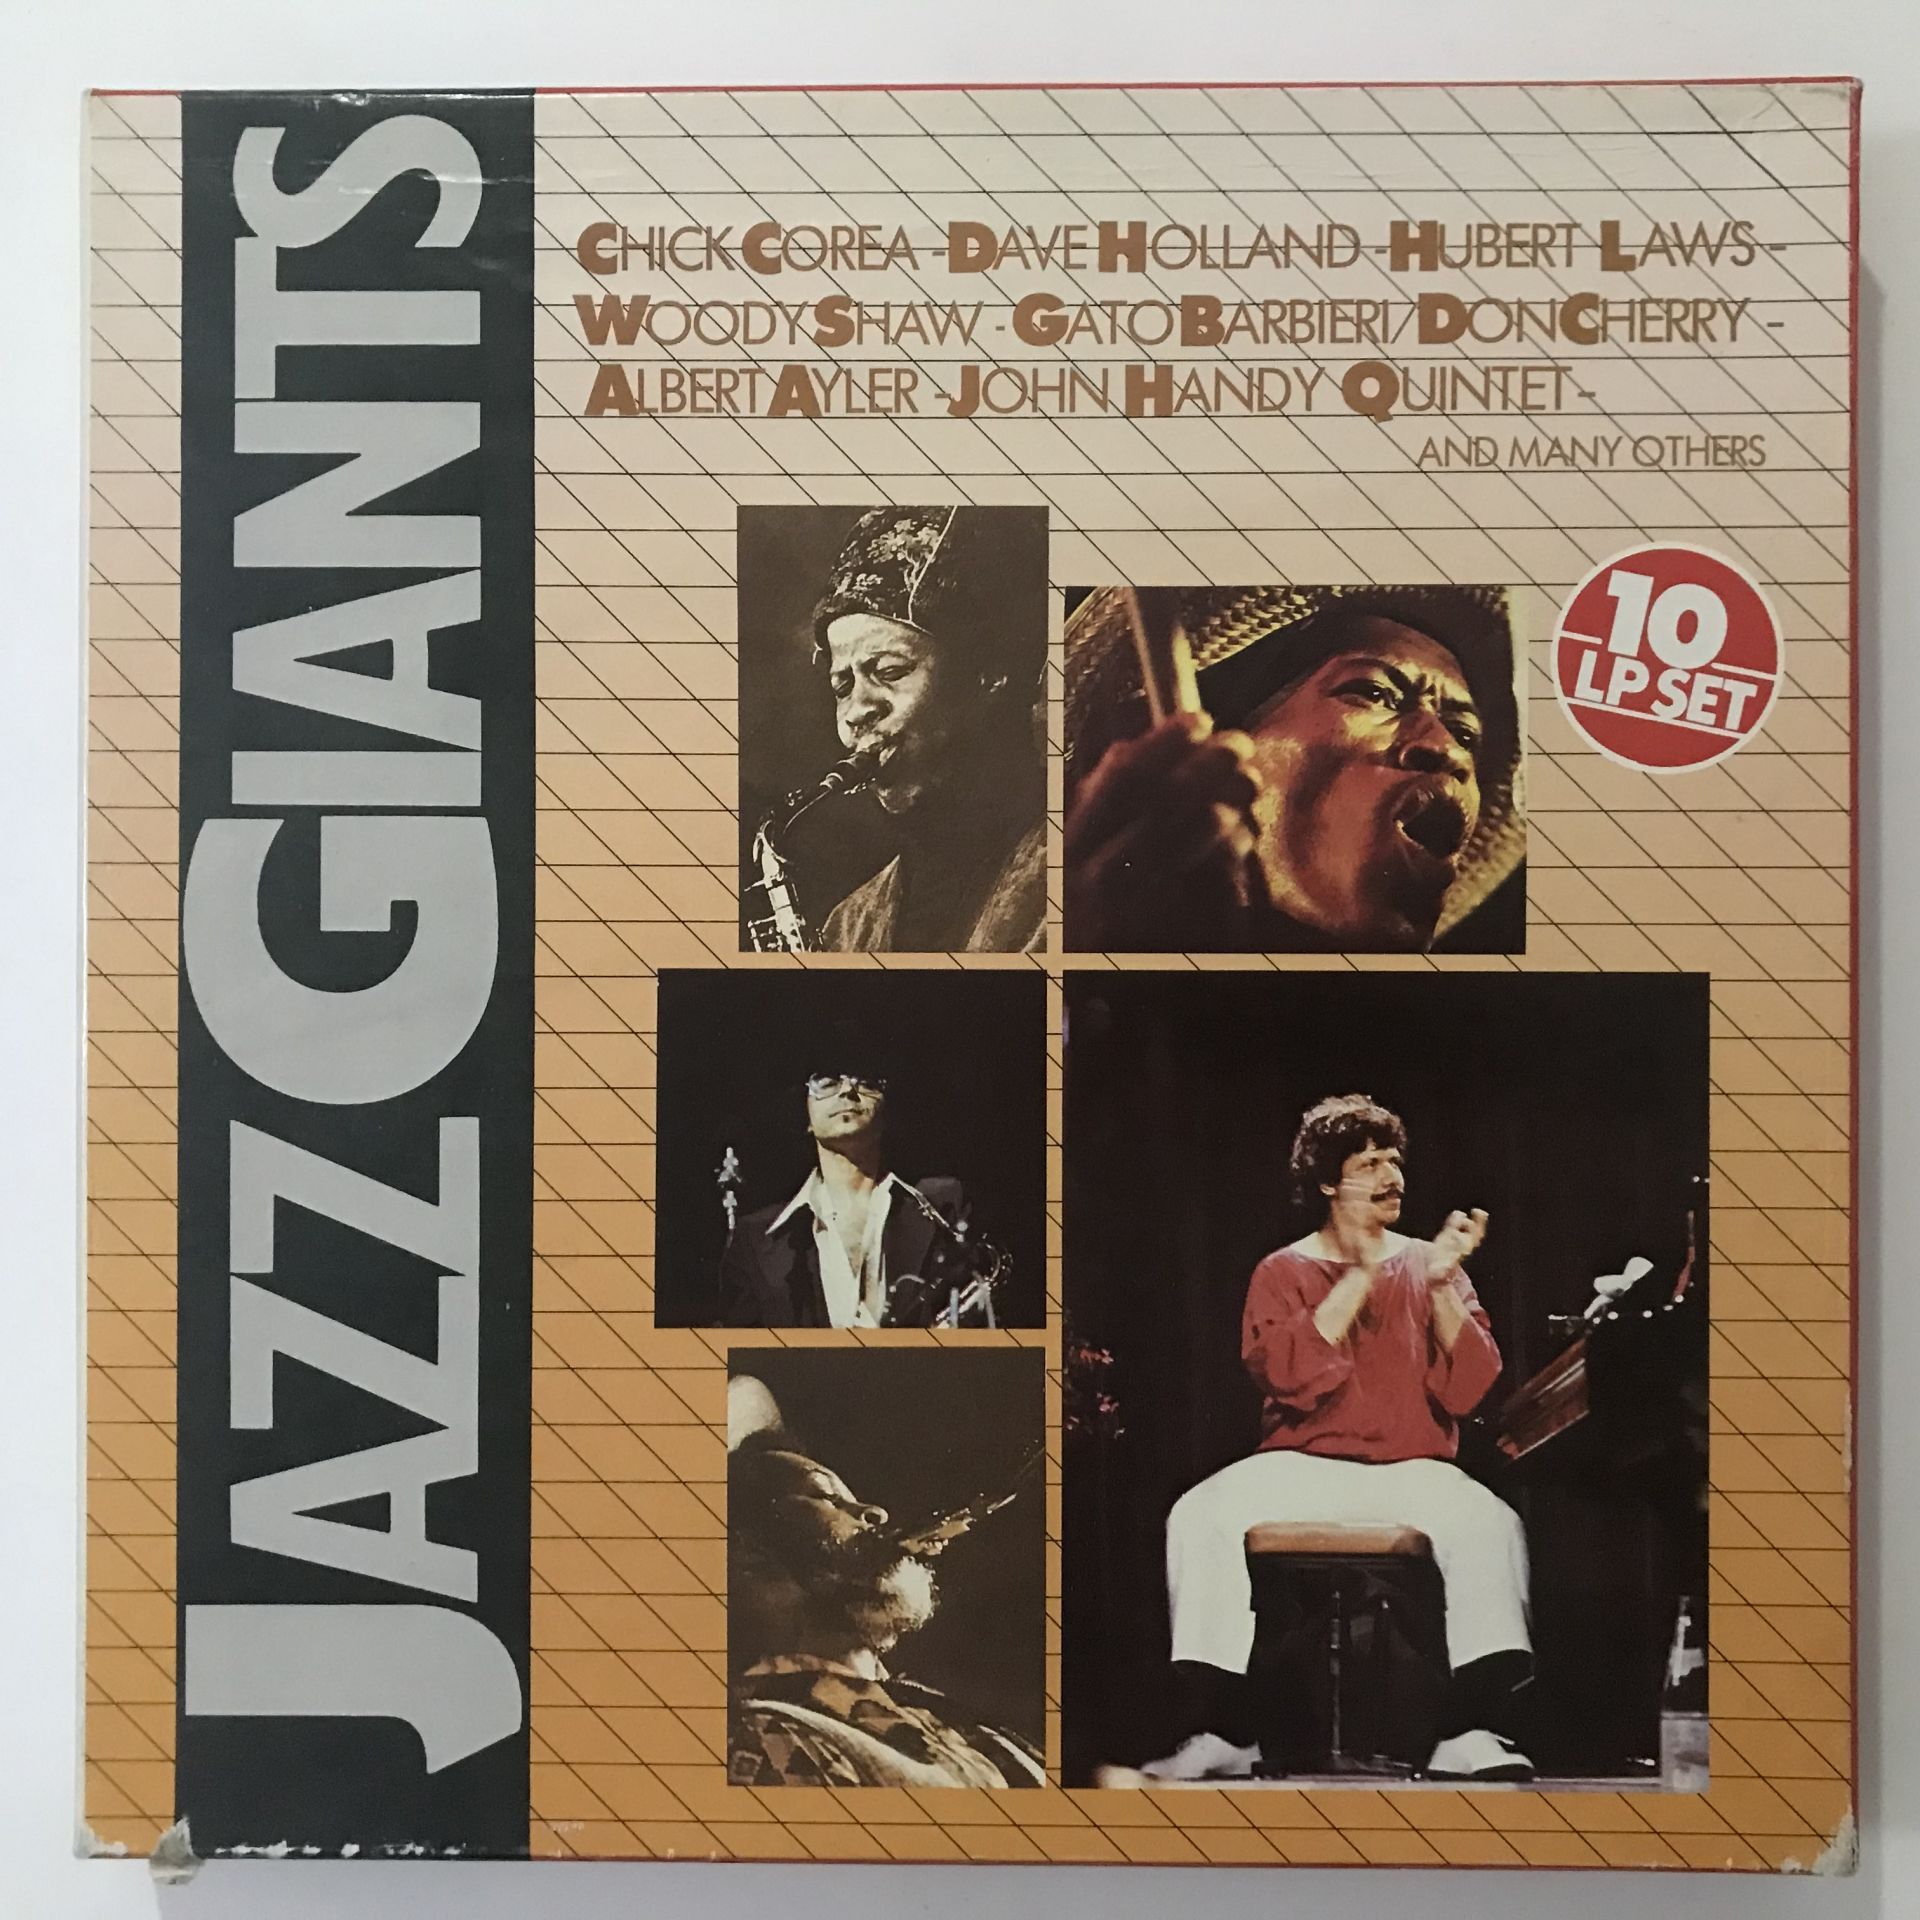 JAZZ GIANTS
CHICK COREA - DAVE HOLLAND - HUBERT LAWS -
WOODY SHAW - GATO BARBIERI/DON CHERRY -
ALBERT AYLER - JOHN HANDY QUINTET -
AND MANY OTHERS
10
LP SET